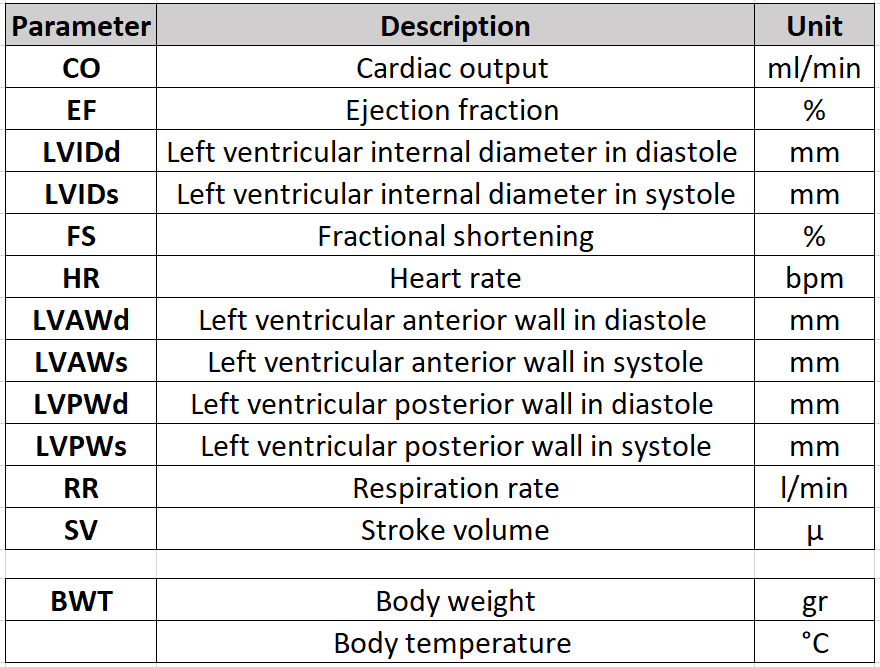 Parameter Description Unit
CO Cardiac output ml/min
EF Ejection fraction %
LVIDd Left ventricular internal diameter in diastole mm
LVIDs Left ventricular internal diameter in systole mm
FS Fractional shortening %
HR Heart rate bpm
LVAWd Left ventricular anterior wall in diastole mm
LVAWs Left ventricular anterior wall in systole mm
LVPWd Left ventricular posterior wall in diastole mm
LVPWs Left ventricular posterior wall in systole mm
RR Respiration rate l/min
SV Stroke volume µ
BWT Body weight gr
Body temperature °C